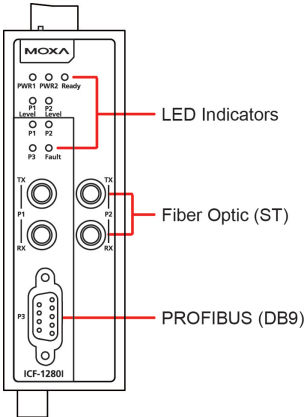 MOXA
PWR1 PWR2 Ready
P1 P2
Level Level
P1 P2
LED Indicators
P3 Fault
TX TX
P1 P2
Fiber Optic (ST)
RX RX
P3
PROFIBUS (DB9)
ICF-1280I